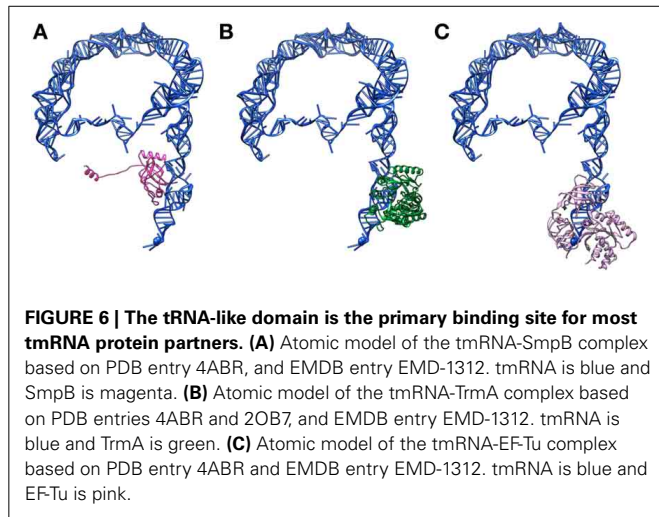 A B C
FIGURE 6 | The tRNA-like domain is the primary binding site for most
tmRNA protein partners. (A) Atomic model of the tmRNA-SmpB complex
based on PDB entry 4ABR, and EMDB entry EMD-1312. tmRNA is blue and
SmpB is magenta. (B) Atomic model of the tmRNA-TrmA complex based
on PDB entries 4ABR and 2OB7, and EMDB entry EMD-1312. tmRNA is
blue and TrmA is green. (C) Atomic model of the tmRNA-EF-Tu complex
based on PDB entry 4ABR and EMDB entry EMD-1312. tmRNA is blue and
EF-Tu is pink.